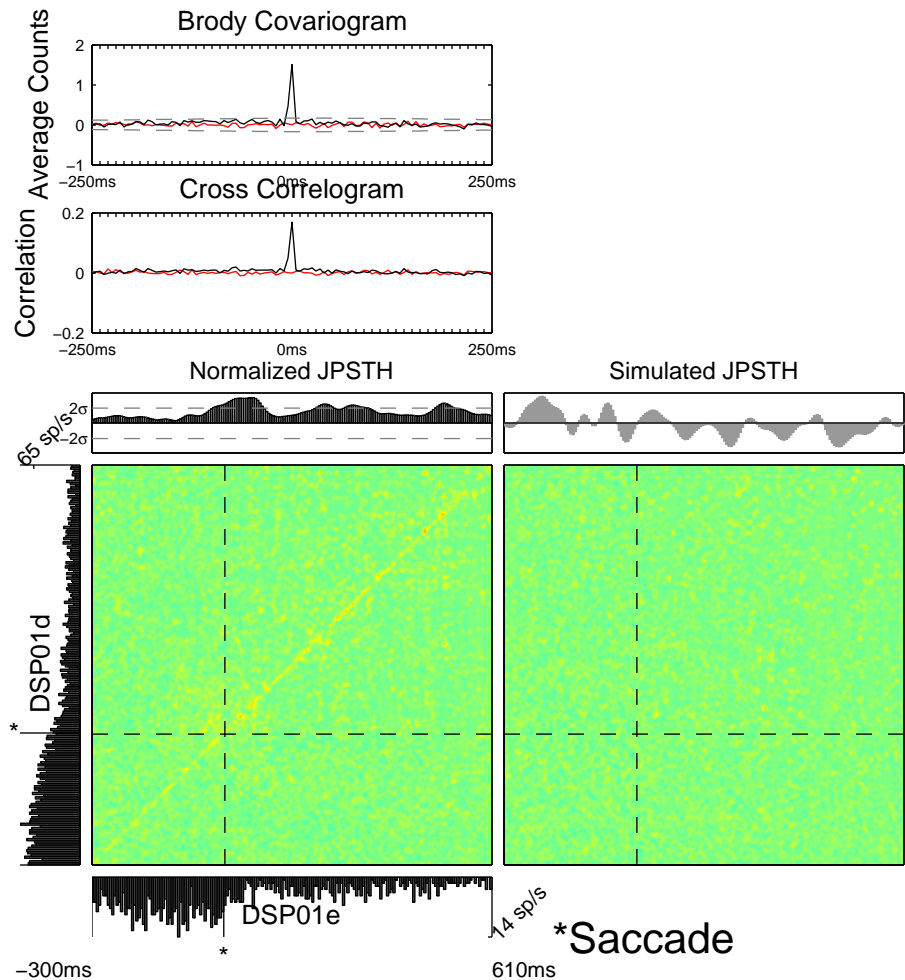 Brody Covariogram
Average Counts
2
1
0
−1
−250ms
0ms
250ms
Cross Correlogram
Correlation
0.2
0
−0.2
−250ms
0ms
250ms
Normalized JPSTH
Simulated JPSTH
65 sp/s
2σ
−2σ
DSP01d
*
DSP01e
*
14 sp/s
*Saccade
−300ms
610ms